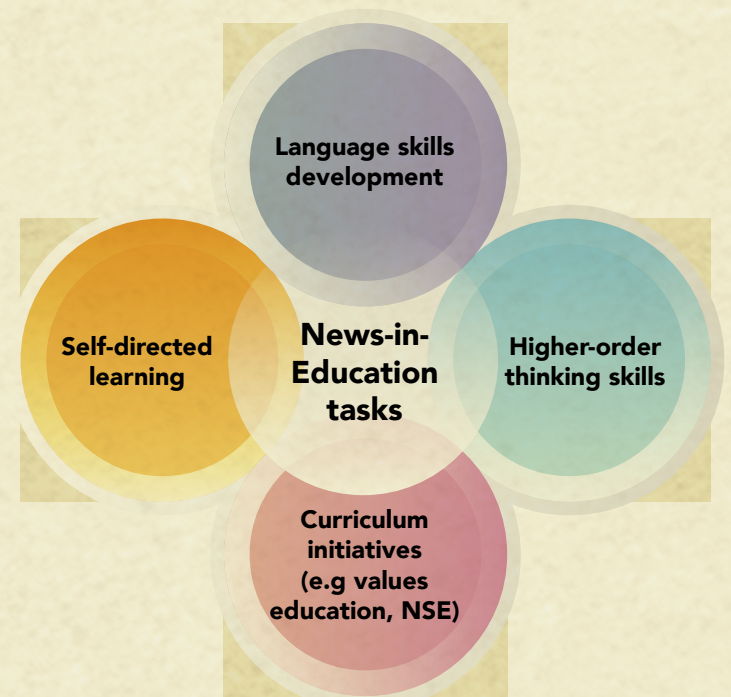 Language skills
development
Self-directed
learning
News-in-
Education
tasks
Higher-order
thinking skills
Curriculum
initiatives
(e.g values
education, NSE)